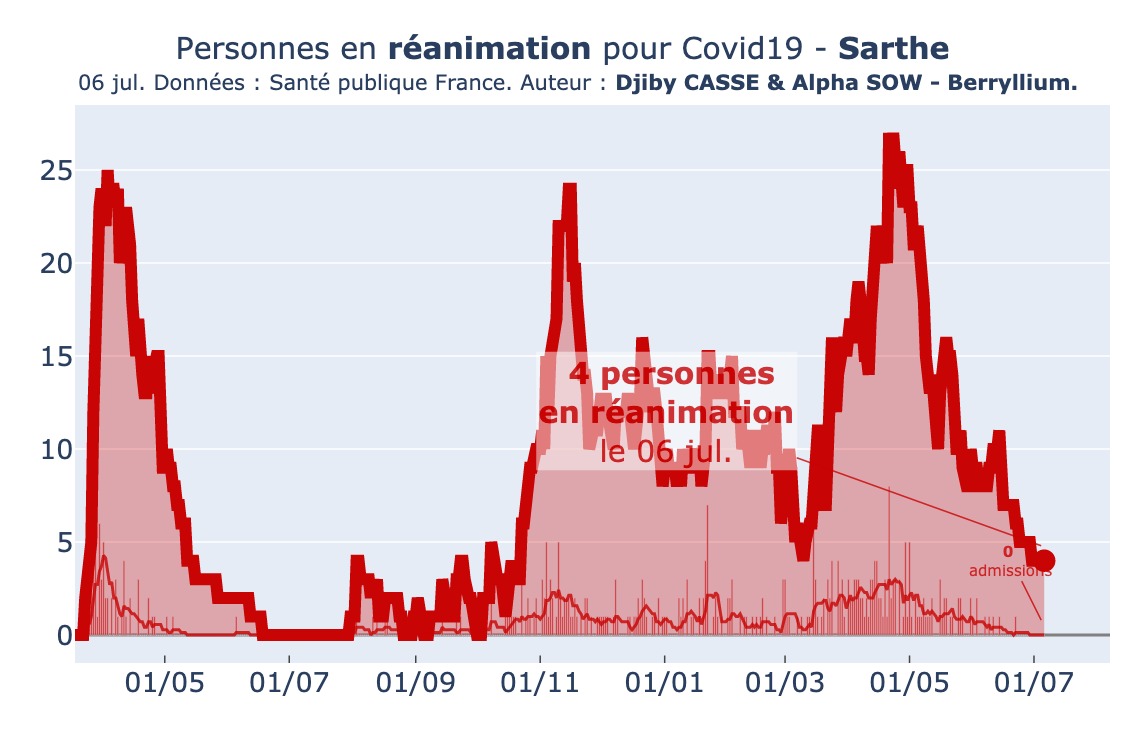 Personnes en réanimation pour Covid19 - Sarthe
06 jul. Données : Santé publique France. Auteur : Djiby CASSE & Alpha SOW - Berryllium.
25
20
15
10
5
0
4 personnes
en réanimation
le 06 jul.
0
admissions
01/05
01/07
01/09
01/11
01/01
01/03
01/05
01/07